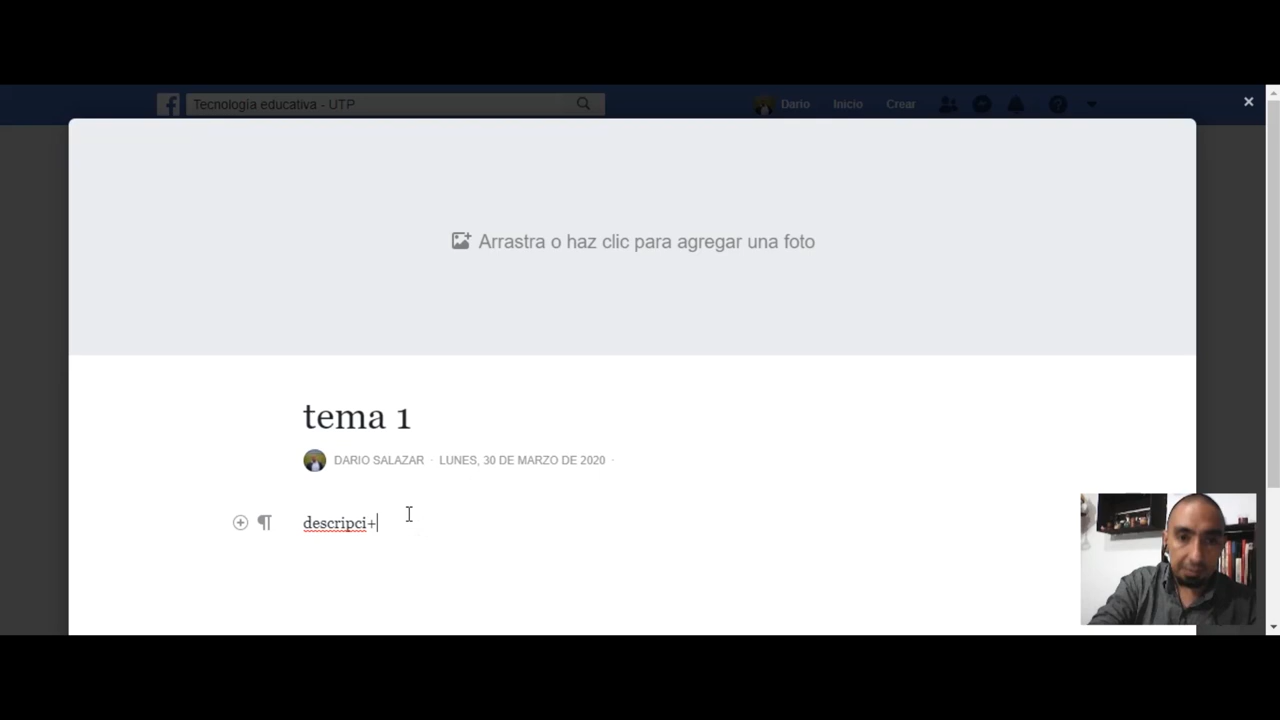 Tecnología educativa - UTP
Dario Inicio Crear
Arrastra o haz clic para agregar una foto
tema 1
DARIO SALAZAR · LUNES, 30 DE MARZO DE 2020 ·
descripci+